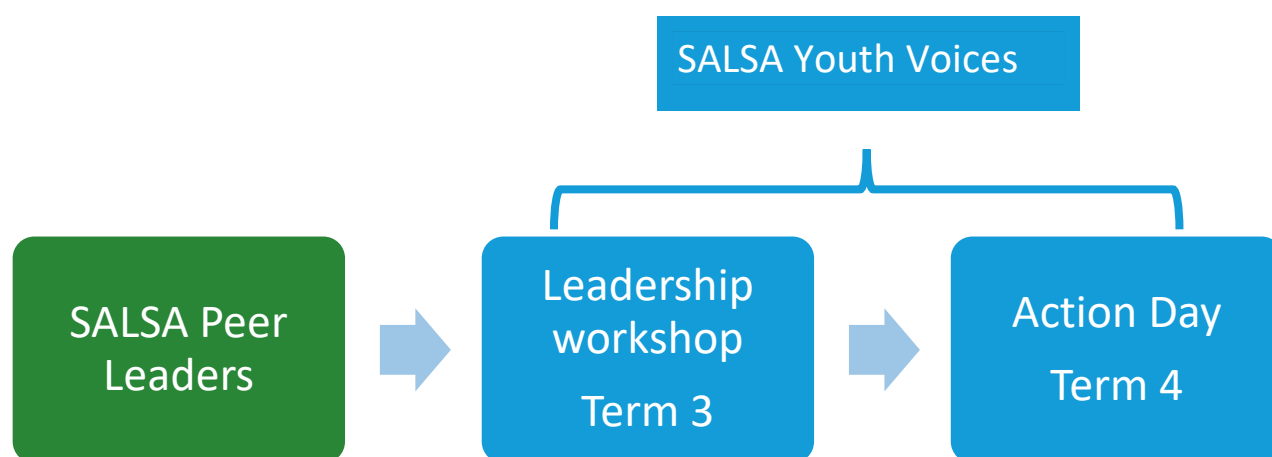 SALSA Youth Voices
SALSA Peer
Leaders
Leadership
workshop
Term 3
Action Day
Term 4